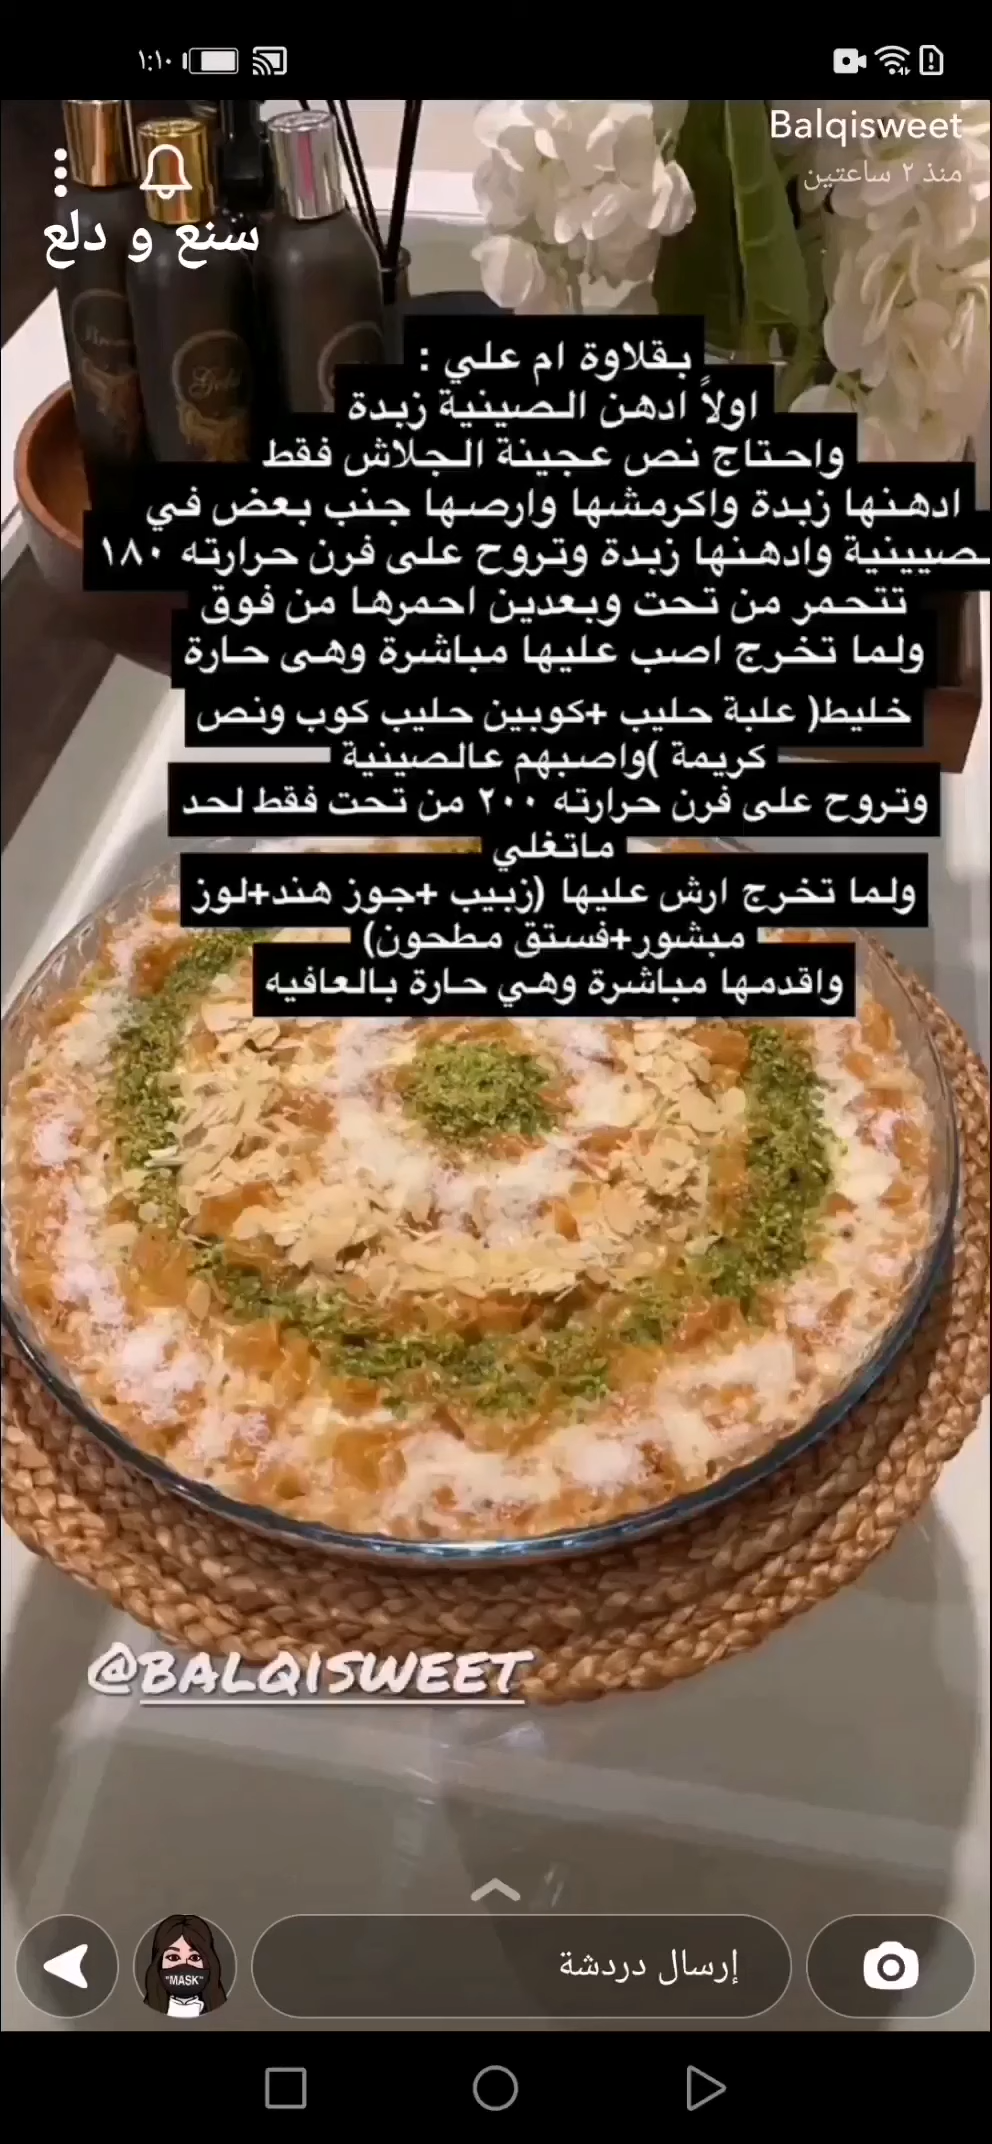 ١:١٠
Balqisweet
منذ ٢ ساعتين
سنع و دلع
Gold
بقلاوة ام علي :
اولاً ادهن الصينية زبدة
واحتاج نص عجينة الجلاش فقط
ادهنها زبدة واكرمشها وارصها جنب بعض في
صيينية وادهنها زبدة وتروح على فرن حرارته ١٨٠
تتحمر من تحت وبعدين احمرها من فوق
ولما تخرج اصب عليها مباشرة وهى حارة
خليط( علبة حليب +كوبين حليب كوب ونص
كريمة )واصبهم عالصينية
وتروح على فرن حرارته ٢٠٠ من تحت فقط لحد
ماتغلي
ولما تخرج ارش عليها (زبيب +جوز هند+لوز
مبشور+فستق مطحون)
واقدمها مباشرة وهي حارة بالعافيه
@BALQISWEET
"MASK"
إرسال دردشة